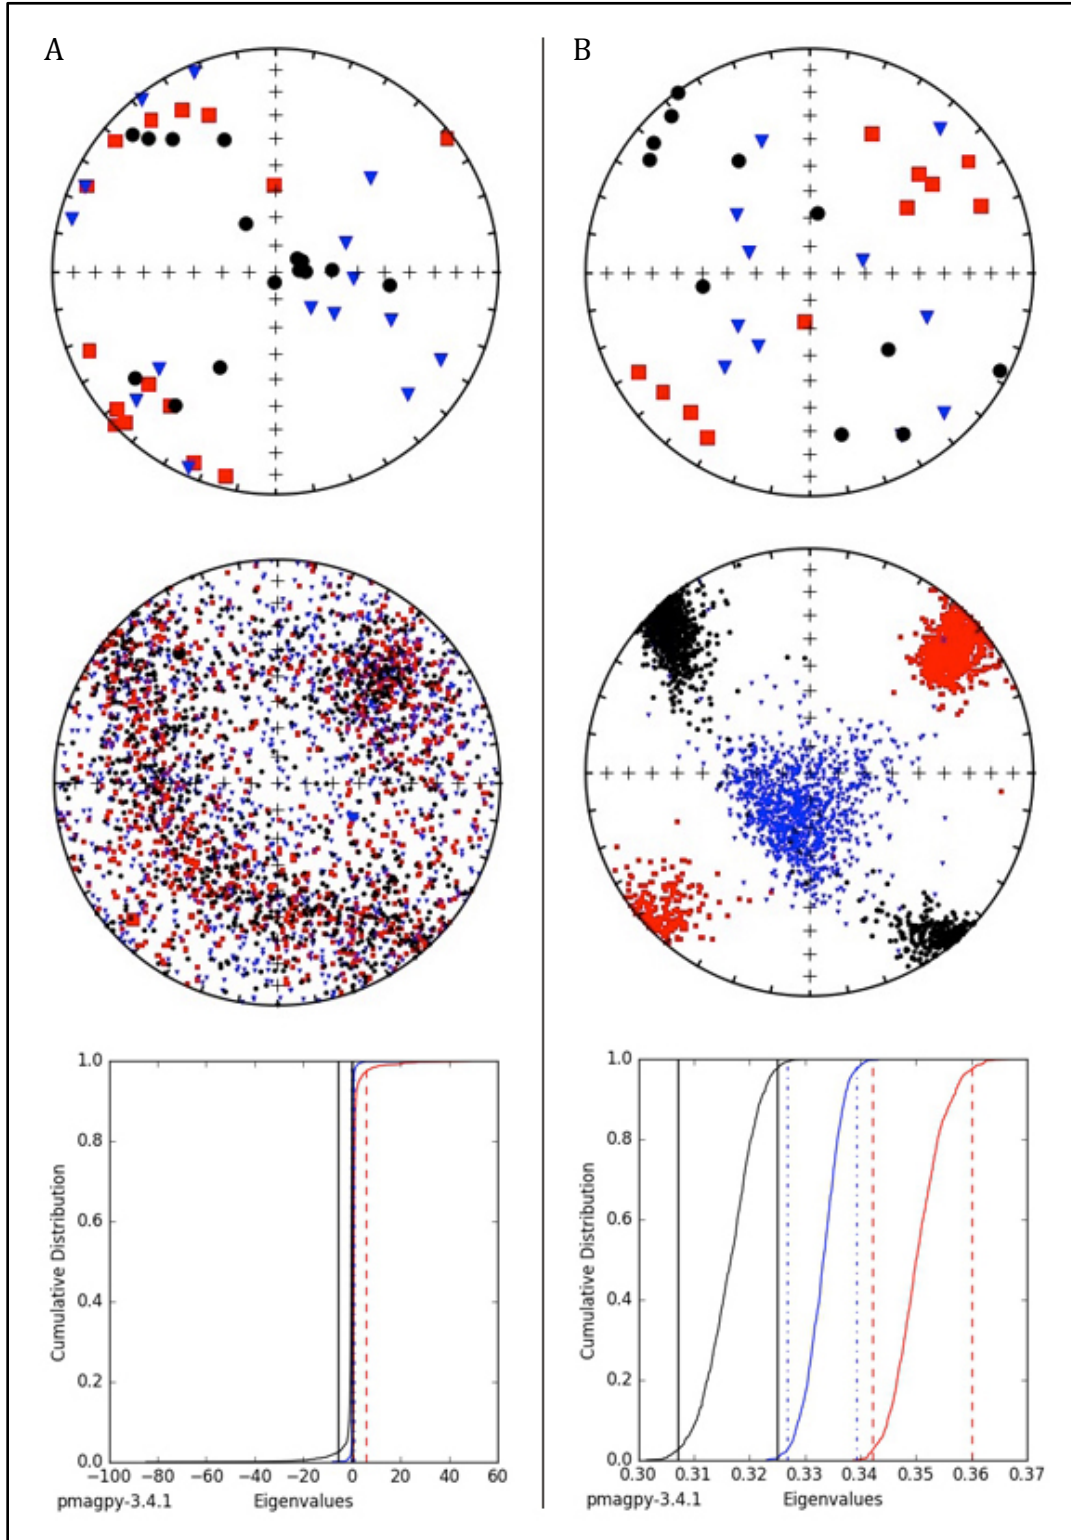 A
B
1.0
0.8
0.6
0.4
0.2
0.0
Cumulative Distribution
−100 −80 −60 −40 −20 0 20 40 60
pmagpy-3.4.1 Eigenvalues
1.0
0.8
0.6
0.4
0.2
0.0
Cumulative Distribution
0.30 0.31 0.32 0.33 0.34 0.35 0.36 0.37
pmagpy-3.4.1 Eigenvalues